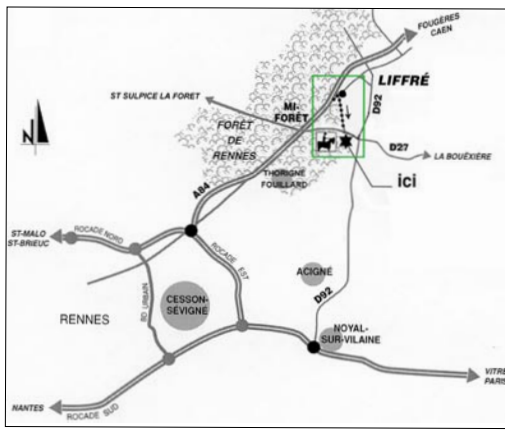 FOUGÈRES
CAEN
ST SULPICE LA FORET
LIFFRÉ
MI-
FORÊT
D92
FORÊT
DE
RENNES
D27
LA BOUËXIÈRE
THORIGNÉ
FOUILLARD
ici
N
A84
ST-MALO
ST-BRIEUC
ROCADE NORD
ROCADE EST
ACIGNÉ
D92
BD URBAIN
CESSON-
SÉVIGNÉ
RENNES
NOYAL-
SUR-VILAINE
VITRE
PARIS
NANTES
ROCADE SUD